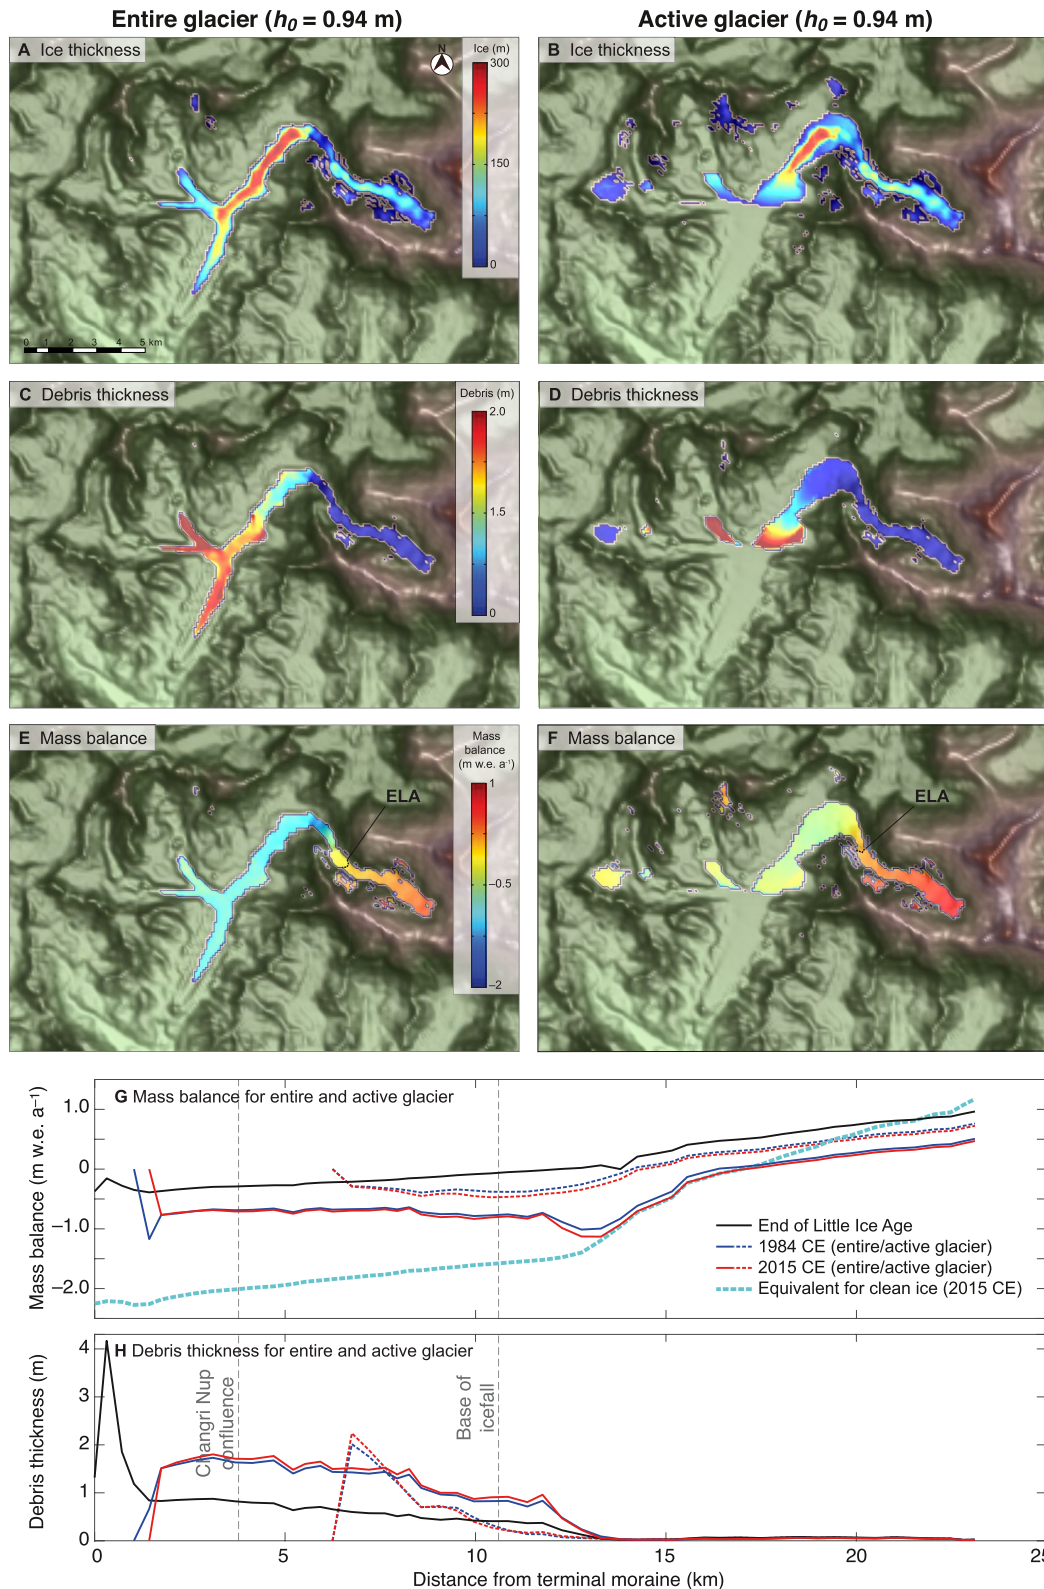 Entire glacier (h0 = 0.94 m)
Active glacier (h0 = 0.94 m)
A Ice thickness
N
Ice (m)
300
150
0
0 1 2 3 4 5 km
B Ice thickness
C Debris thickness
Debris (m)
2.0
1.5
0
D Debris thickness
E Mass balance
Mass
balance
(m w.e. a⁻¹)
1
–0.5
–2
ELA
F Mass balance
ELA
G Mass balance for entire and active glacier
Mass balance (m w.e. a⁻¹)
1.0
0
–1.0
–2.0
End of Little Ice Age
1984 CE (entire/active glacier)
2015 CE (entire/active glacier)
Equivalent for clean ice (2015 CE)
H Debris thickness for entire and active glacier
Debris thickness (m)
4
3
2
1
0
Changri Nup
confluence
Base of
icefall
0 5 10 15 20 25
Distance from terminal moraine (km)